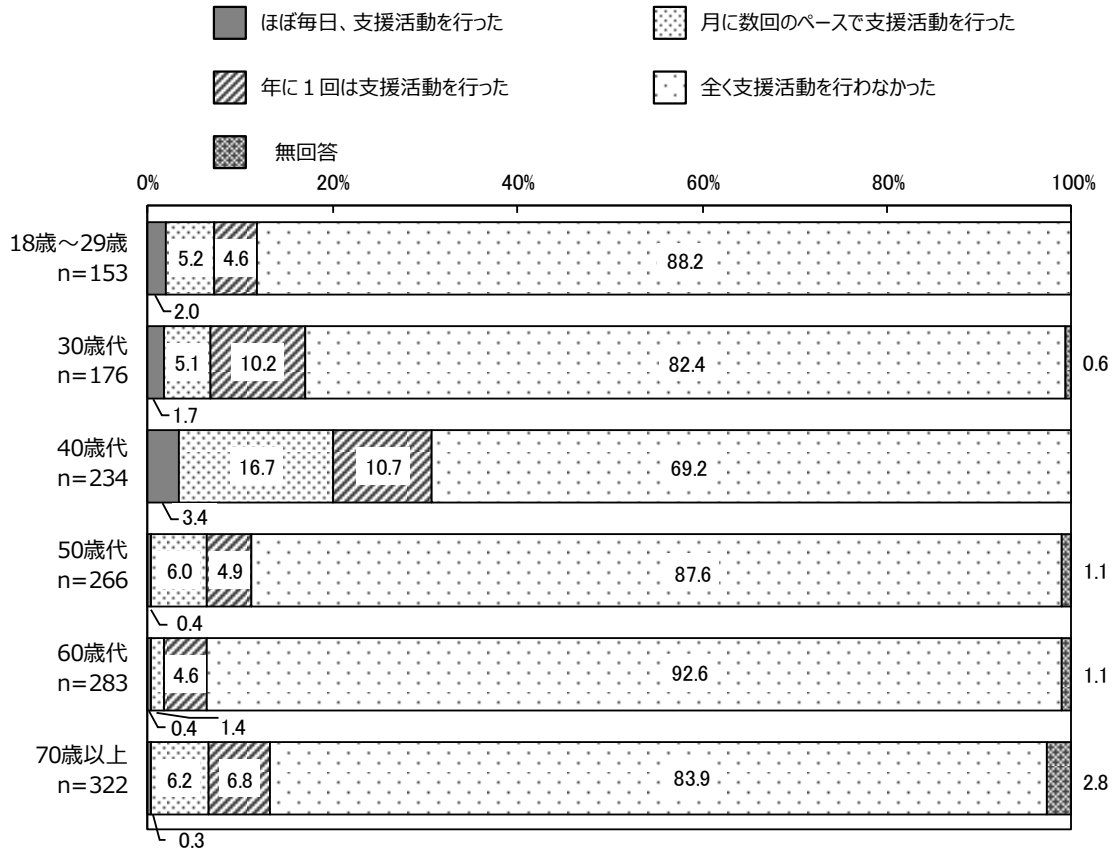 ほぼ毎日、支援活動を行った
月に数回のペースで支援活動を行った
年に１回は支援活動を行った
全く支援活動を行わなかった
無回答
0% 20% 40% 60% 80% 100%
18歳～29歳
n=153
5.2 4.6 88.2
2.0
30歳代
n=176
5.1 10.2 82.4 0.6
1.7
40歳代
n=234
16.7 10.7 69.2
3.4
50歳代
n=266
6.0 4.9 87.6 1.1
0.4
60歳代
n=283
4.6 92.6 1.1
0.4 1.4
70歳以上
n=322
6.2 6.8 83.9 2.8
0.3